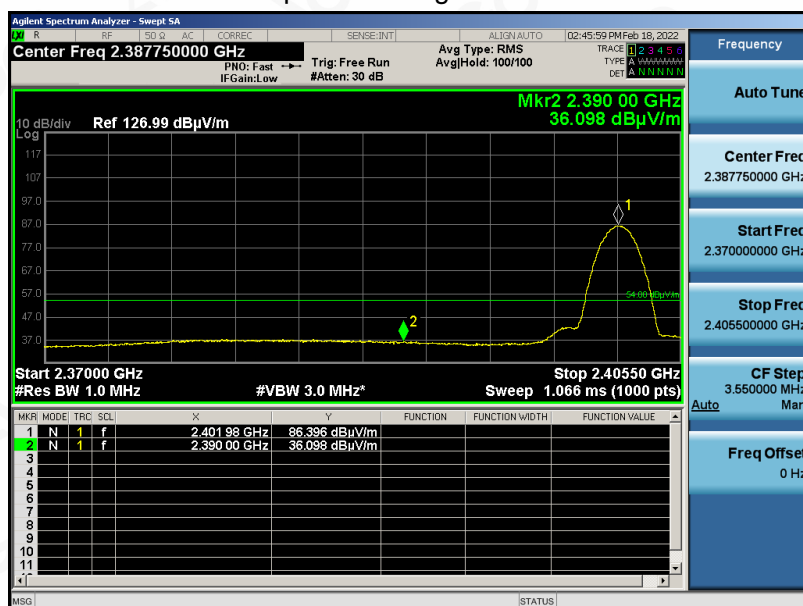 Agilent Spectrum Analyzer - Swept SA
LXI R RF 50 Ω AC CORREC SENSE:INT ALIGN AUTO 02:45:59 PM Feb 18, 2022
Center Freq 2.387750000 GHz
PNO: Fast
IFGain:Low
Trig: Free Run
#Atten: 30 dB
Avg Type: RMS
Avg|Hold: 100/100
TRACE 1 2 3 4 5 6
TYPE A WWWWW
DET A N N N N N
Mkr2 2.390 00 GHz
36.098 dBµV/m
10 dB/div Ref 126.99 dBµV/m
Log
117
107
97.0
87.0
77.0
67.0
57.0
47.0
37.0
1
54.00 dBµV/m
2
Start 2.37000 GHz Stop 2.40550 GHz
#Res BW 1.0 MHz #VBW 3.0 MHz* Sweep 1.066 ms (1000 pts)
MKR MODE TRC SCL X Y FUNCTION FUNCTION WIDTH FUNCTION VALUE
1 N 1 f 2.401 98 GHz 86.396 dBµV/m
2 N 1 f 2.390 00 GHz 36.098 dBµV/m
3
4
5
6
7
8
9
10
11
MSG STATUS
Frequency
Auto Tune
Center Freq
2.387750000 GHz
Start Freq
2.370000000 GHz
Stop Freq
2.405500000 GHz
CF Step
3.550000 MHz
Auto Man
Freq Offset
0 Hz